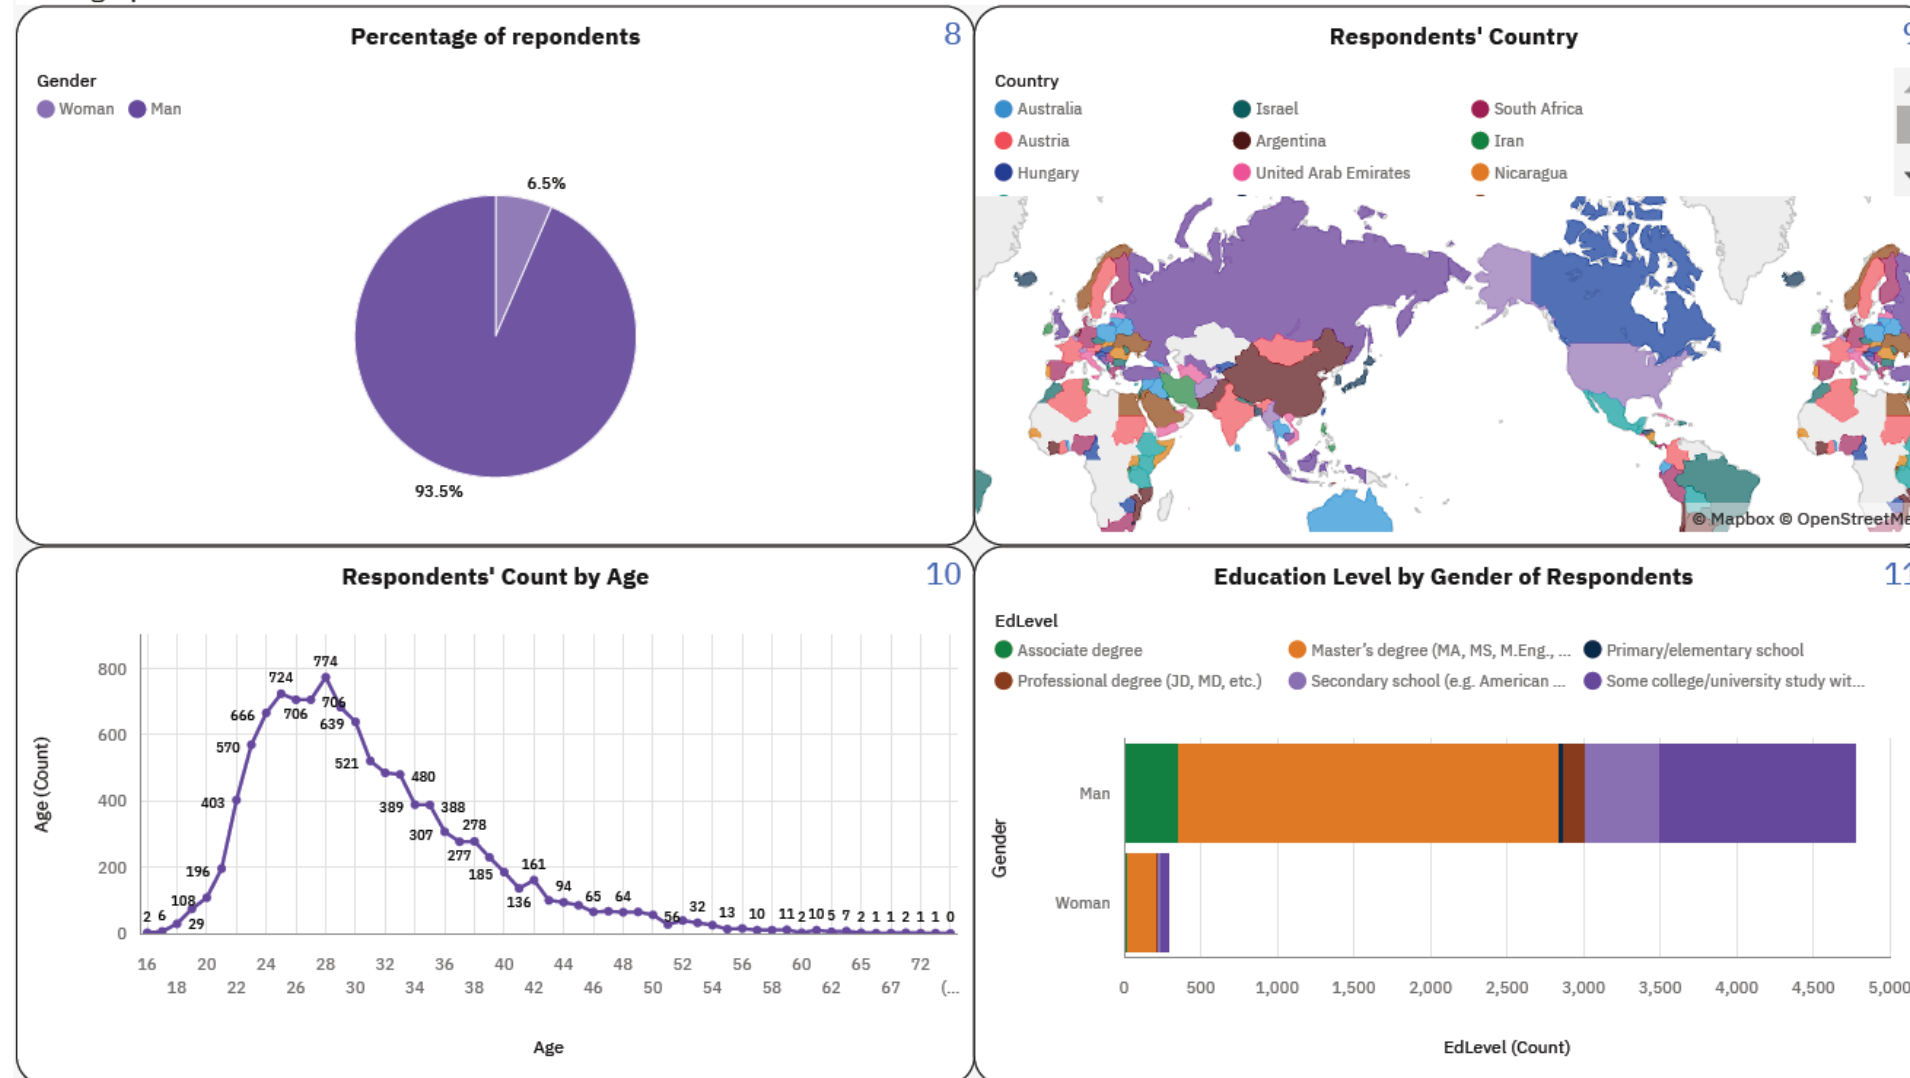 Percentage of repondents
8
Gender
Woman Man
6.5%
93.5%
Respondents' Country
Country
Australia Israel South Africa
Austria Argentina Iran
Hungary United Arab Emirates Nicaragua
© Mapbox © OpenStreetMa
Respondents' Count by Age
10
Age (Count)
800
600
400
200
0
2 6 108 29 196 403 570 666 724 706 774 706 639 521 480 389 388 307 278 277 185 161 136 94 65 64 56 32 13 10 11 2 10 5 7 2 1 1 2 1 1 0
16 20 24 28 32 36 40 44 48 52 56 60 65 72
18 22 26 30 34 38 42 46 50 54 58 62 67 (...
Age
Education Level by Gender of Respondents
11
EdLevel
Associate degree Master’s degree (MA, MS, M.Eng., ... Primary/elementary school
Professional degree (JD, MD, etc.) Secondary school (e.g. American ... Some college/university study wit...
Gender
Man
Woman
0 500 1,000 1,500 2,000 2,500 3,000 3,500 4,000 4,500 5,000
EdLevel (Count)